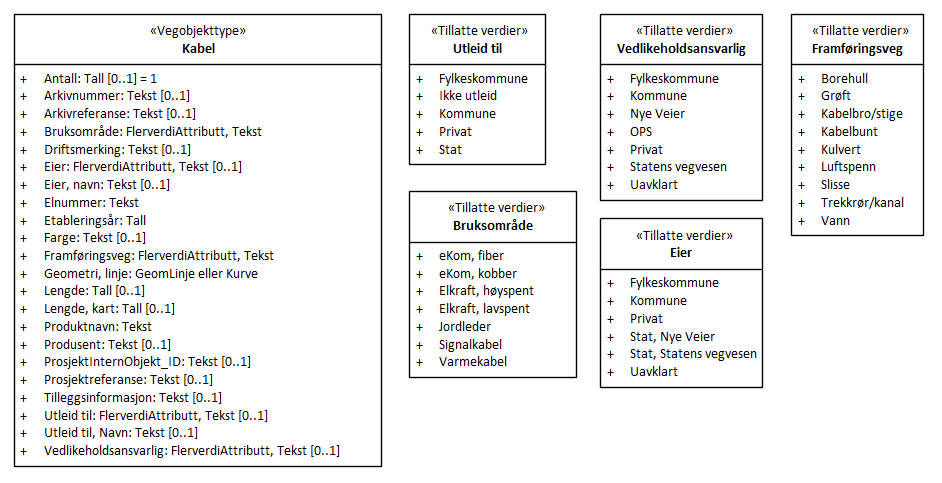 «Vegobjekttype»
Kabel
+ Antall: Tall [0..1] = 1
+ Arkivnummer: Tekst [0..1]
+ Arkivreferanse: Tekst [0..1]
+ Bruksområde: FlerverdiAttributt, Tekst
+ Driftsmerking: Tekst [0..1]
+ Eier: FlerverdiAttributt, Tekst [0..1]
+ Eier, navn: Tekst [0..1]
+ Elnummer: Tekst
+ Etableringsår: Tall
+ Farge: Tekst [0..1]
+ Framføringsveg: FlerverdiAttributt, Tekst
+ Geometri, linje: GeomLinje eller Kurve
+ Lengde: Tall [0..1]
+ Lengde, kart: Tall [0..1]
+ Produktnavn: Tekst
+ Produsent: Tekst [0..1]
+ ProsjektInternObjekt_ID: Tekst [0..1]
+ Prosjektreferanse: Tekst [0..1]
+ Tilleggsinformasjon: Tekst [0..1]
+ Utleid til: FlerverdiAttributt, Tekst [0..1]
+ Utleid til, Navn: Tekst [0..1]
+ Vedlikeholdsansvarlig: FlerverdiAttributt, Tekst [0..1]
«Tillatte verdier»
Utleid til
+ Fylkeskommune
+ Ikke utleid
+ Kommune
+ Privat
+ Stat
«Tillatte verdier»
Bruksområde
+ eKom, fiber
+ eKom, kobber
+ Elkraft, høyspent
+ Elkraft, lavspent
+ Jordleder
+ Signalkabel
+ Varmekabel
«Tillatte verdier»
Vedlikeholdsansvarlig
+ Fylkeskommune
+ Kommune
+ Nye Veier
+ OPS
+ Privat
+ Statens vegvesen
+ Uavklart
«Tillatte verdier»
Eier
+ Fylkeskommune
+ Kommune
+ Privat
+ Stat, Nye Veier
+ Stat, Statens vegvesen
+ Uavklart
«Tillatte verdier»
Framføringsveg
+ Borehull
+ Grøft
+ Kabelbro/stige
+ Kabelbunt
+ Kulvert
+ Luftspenn
+ Slisse
+ Trekkrør/kanal
+ Vann